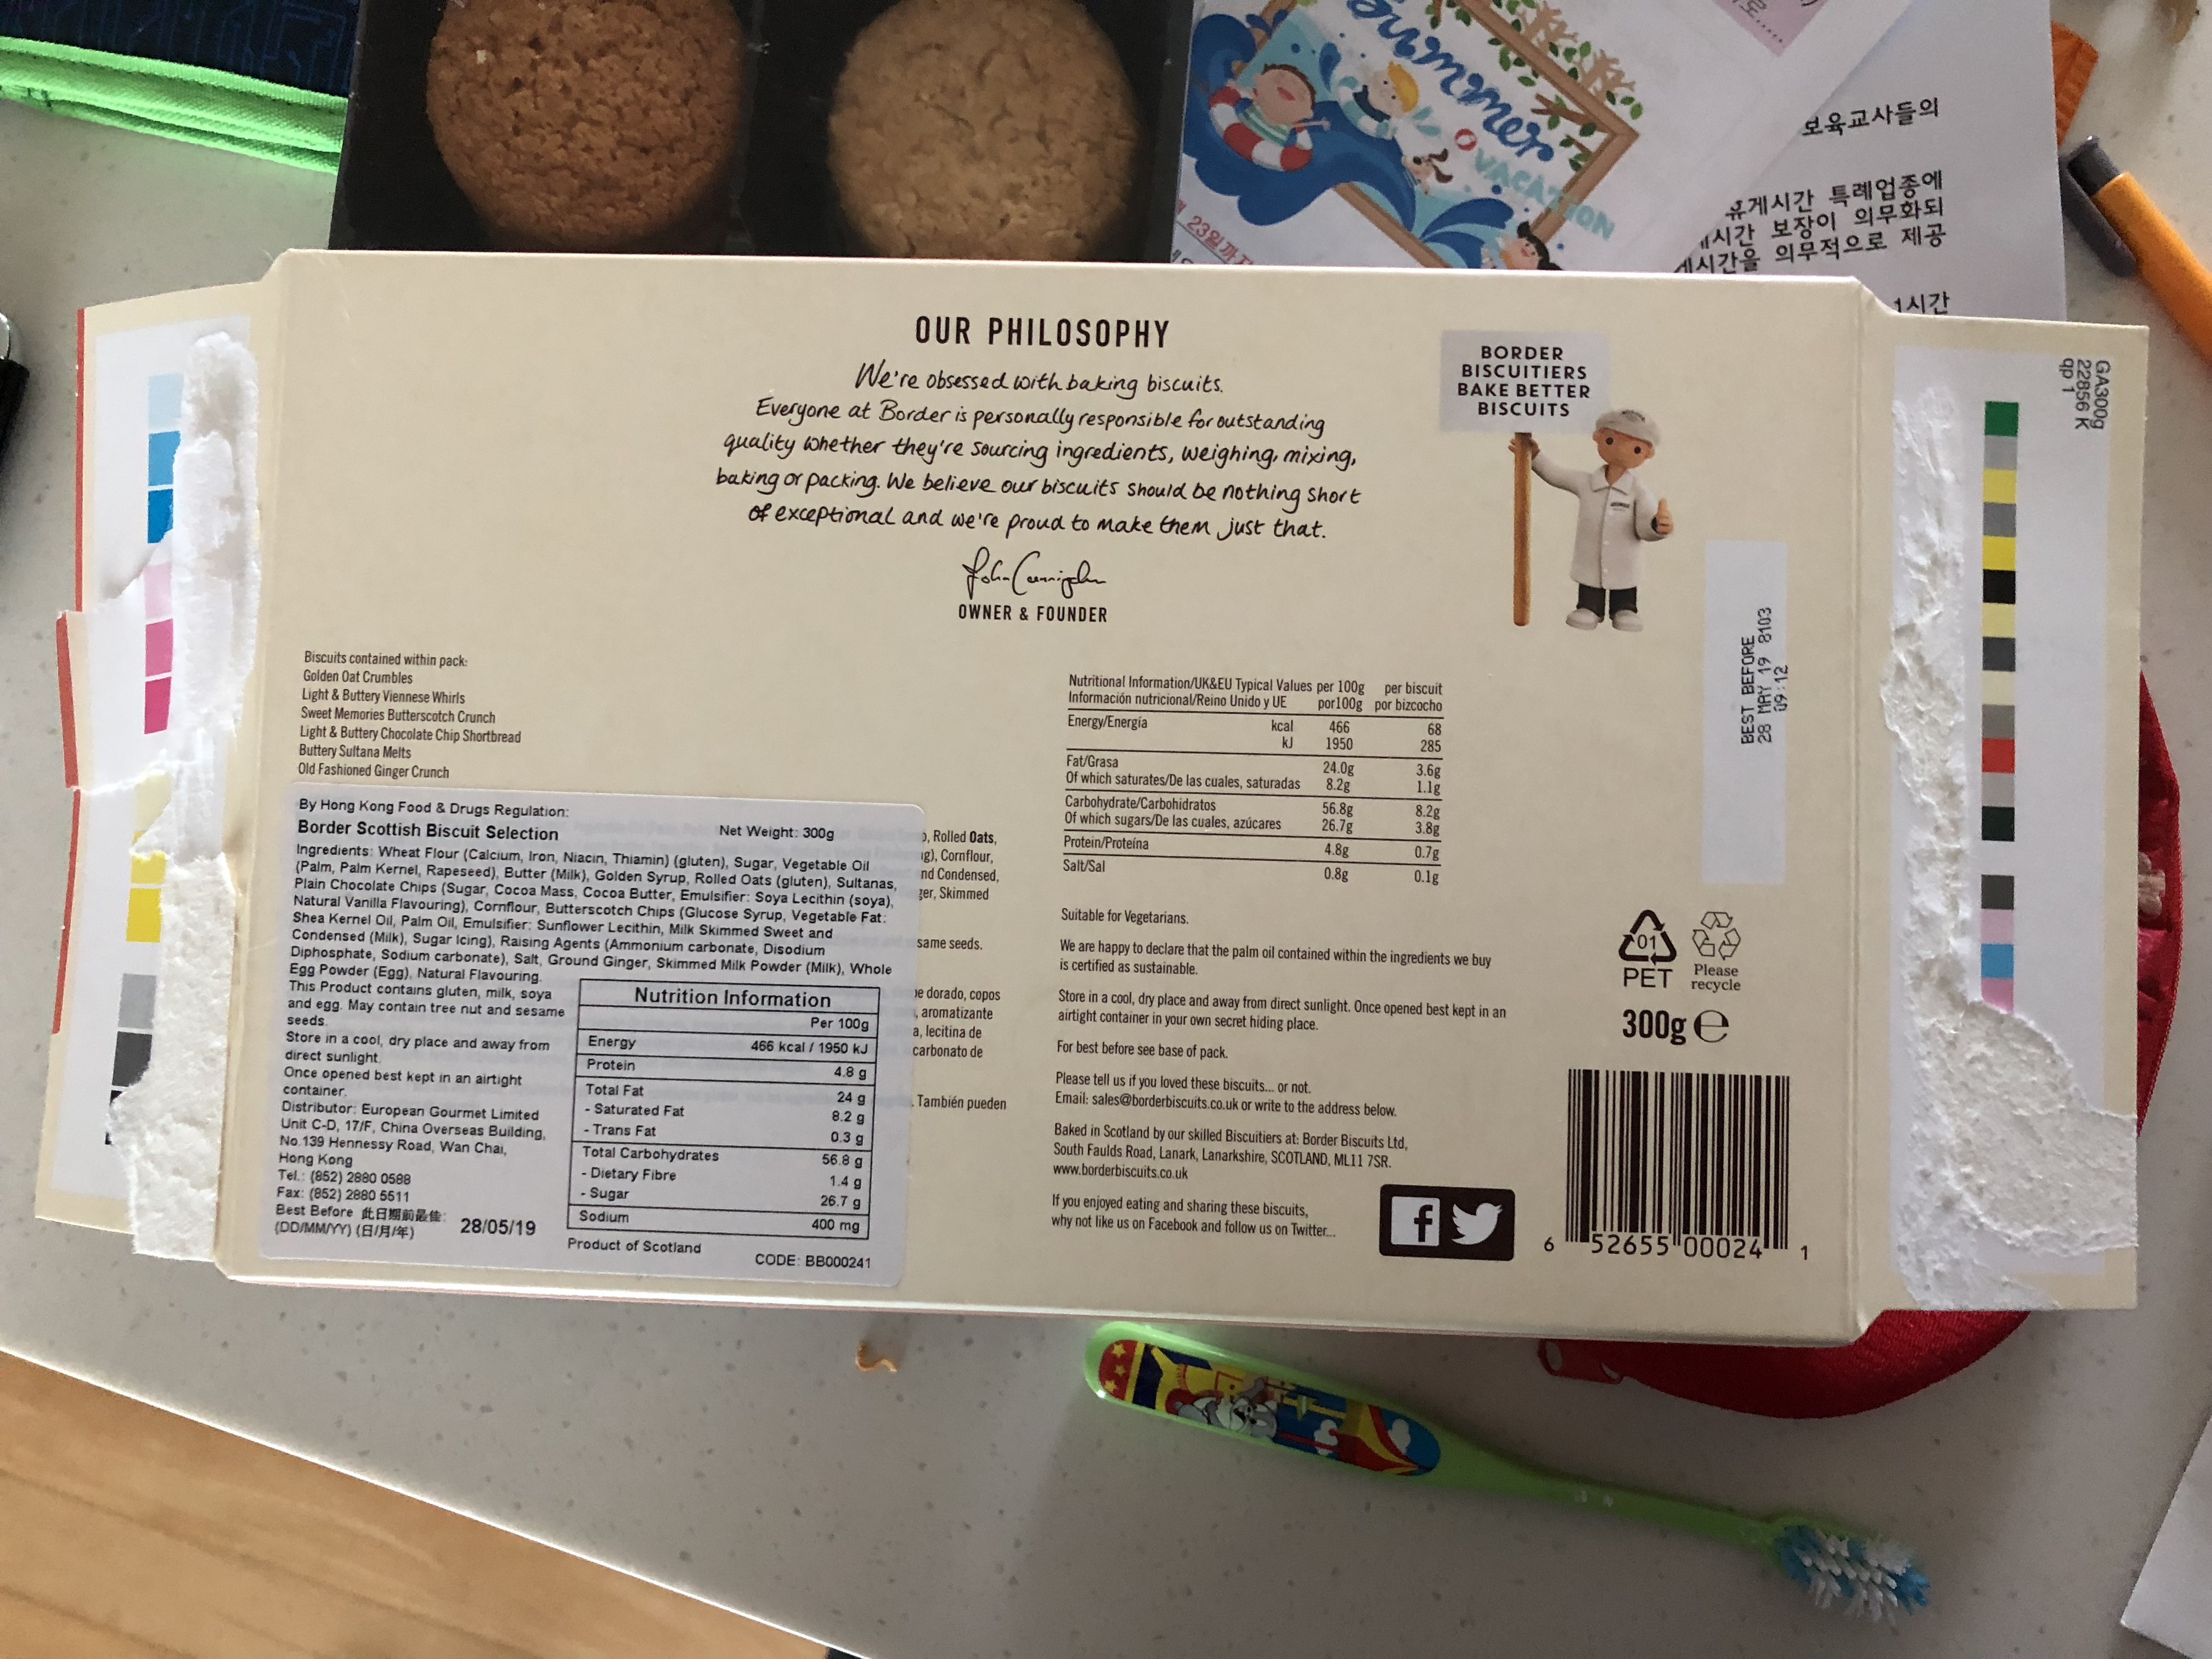 Summer
VACATION
23일까지
보육교사들의
휴게시간 특례업종에
시간 보장이 의무화되
게시간을 의무적으로 제공
1시간
OUR PHILOSOPHY
We're obsessed with baking biscuits.
Everyone at Border is personally responsible for outstanding
quality whether they're sourcing ingredients, weighing, mixing,
baking or packing. We believe our biscuits should be nothing short
of exceptional and we're proud to make them just that.
OWNER & FOUNDER
BORDER
BISCUITIERS
BAKE BETTER
BISCUITS
GA300g
22856 K
qp 1
BEST BEFORE
28 MAY 19 8103
09:12
Biscuits contained within pack:
Golden Oat Crumbles
Light & Buttery Viennese Whirls
Sweet Memories Butterscotch Crunch
Light & Buttery Chocolate Chip Shortbread
Buttery Sultana Melts
Old Fashioned Ginger Crunch
By Hong Kong Food & Drugs Regulation:
Border Scottish Biscuit Selection Net Weight: 300g
Ingredients: Wheat Flour (Calcium, Iron, Niacin, Thiamin) (gluten), Sugar, Vegetable Oil
(Palm, Palm Kernel, Rapeseed), Butter (Milk), Golden Syrup, Rolled Oats (gluten), Sultanas,
Plain Chocolate Chips (Sugar, Cocoa Mass, Cocoa Butter, Emulsifier: Soya Lecithin (soya),
Natural Vanilla Flavouring), Cornflour, Butterscotch Chips (Glucose Syrup, Vegetable Fat:
Shea Kernel Oil, Palm Oil, Emulsifier: Sunflower Lecithin, Milk Skimmed Sweet and
Condensed (Milk), Sugar Icing), Raising Agents (Ammonium carbonate, Disodium
Diphosphate, Sodium carbonate), Salt, Ground Ginger, Skimmed Milk Powder (Milk), Whole
Egg Powder (Egg), Natural Flavouring.
This Product contains gluten, milk, soya
and egg. May contain tree nut and sesame
seeds.
Store in a cool, dry place and away from
direct sunlight.
Once opened best kept in an airtight
container.
Distributor: European Gourmet Limited
Unit C-D, 17/F, China Overseas Building,
No.139 Hennessy Road, Wan Chai,
Hong Kong
Tel.: (852) 2880 0588
Fax: (852) 2880 5511
Best Before 此日期前最佳:
(DD/MM/YY) (日/月/年) 28/05/19
Nutrition Information
Per 100g
Energy 466 kcal / 1950 kJ
Protein 4.8 g
Total Fat 24 g
- Saturated Fat 8.2 g
- Trans Fat 0.3 g
Total Carbohydrates 56.8 g
- Dietary Fibre 1.4 g
- Sugar 26.7 g
Sodium 400 mg
Product of Scotland
CODE: BB000241
, Rolled Oats,
g), Cornflour,
nd Condensed,
ger, Skimmed
same seeds.
e dorado, copos
, aromatizante
a, lecitina de
carbonato de
. También pueden
Nutritional Information/UK&EU Typical Values per 100g per biscuit
Información nutricional/Reino Unido y UE por100g por bizcocho
Energy/Energía kcal 466 68
kJ 1950 285
Fat/Grasa 24.0g 3.6g
Of which saturates/De las cuales, saturadas 8.2g 1.1g
Carbohydrate/Carbohidratos 56.8g 8.2g
Of which sugars/De las cuales, azúcares 26.7g 3.8g
Protein/Proteína 4.8g 0.7g
Salt/Sal 0.8g 0.1g
Suitable for Vegetarians.
We are happy to declare that the palm oil contained within the ingredients we buy
is certified as sustainable.
Store in a cool, dry place and away from direct sunlight. Once opened best kept in an
airtight container in your own secret hiding place.
For best before see base of pack.
Please tell us if you loved these biscuits... or not.
Email: sales@borderbiscuits.co.uk or write to the address below.
Baked in Scotland by our skilled Biscuitiers at: Border Biscuits Ltd,
South Faulds Road, Lanark, Lanarkshire, SCOTLAND, ML11 7SR.
www.borderbiscuits.co.uk
If you enjoyed eating and sharing these biscuits,
why not like us on Facebook and follow us on Twitter...
01
PET
Please
recycle
300g e
6 52655 00024 1